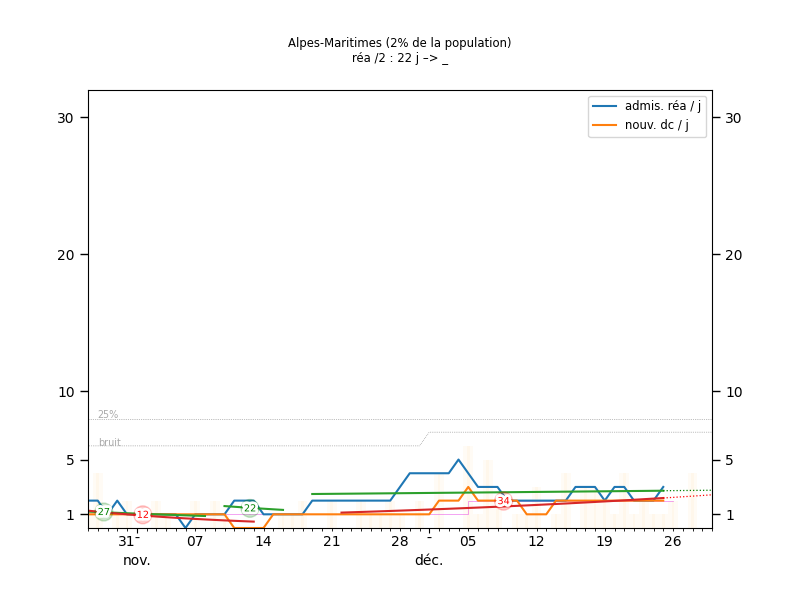 Alpes-Maritimes (2% de la population)
réa /2 : 22 j –> _
admis. réa / j
nouv. dc / j
30 30
20 20
10 10
25%
bruit
5 5
27 12 22 34
1 1
31 07 14 21 28 05 12 19 26
nov. déc.